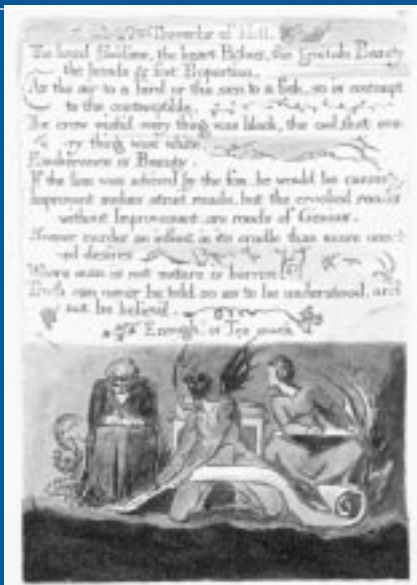 Proverbs of Hell.
The head Sublime, the heart Pathos, the genitals Beauty
the hands & feet Proportion.
As the air to a bird or the sea to a fish, so is contempt
to the contemptible.
The crow wish'd every thing was black, the owl, that eve-
-ry thing was white.
Exuberance is Beauty.
If the lion was advised by the fox, he would be cunning.
Improvement makes strait roads, but the crooked roads
without Improvement, are roads of Genius.
Sooner murder an infant in its cradle than nurse unact-
-ed desires
Where man is not nature is barren.
Truth can never be told so as to be understood, and
not be believ'd.
Enough! or Too much